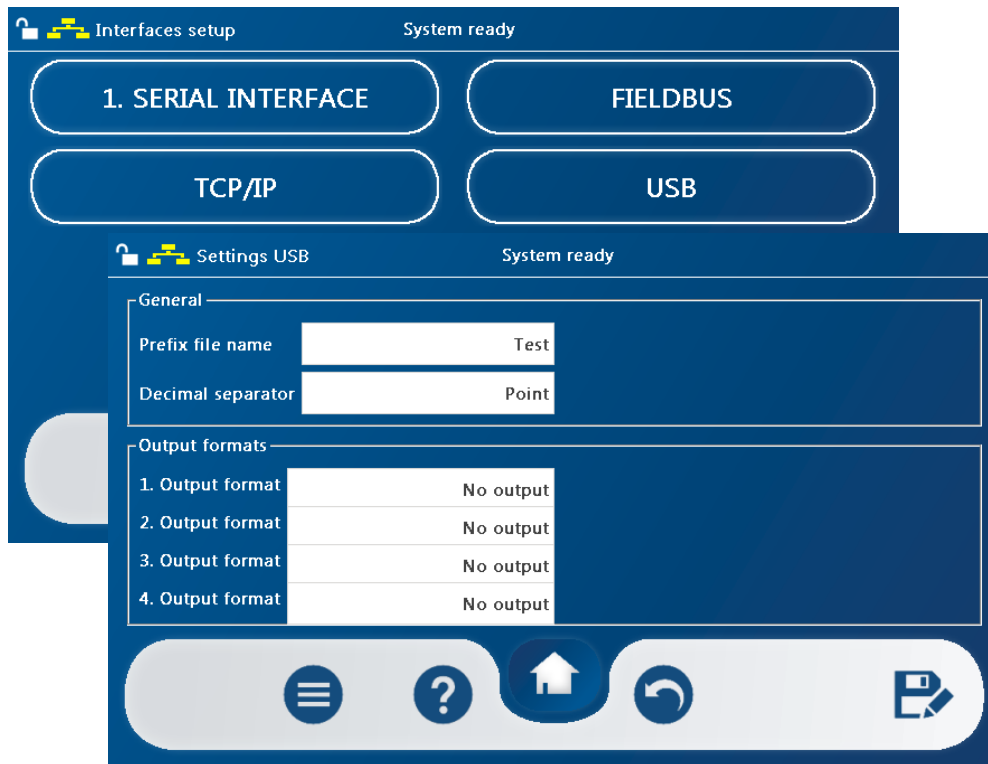 Interfaces setup System ready
1. SERIAL INTERFACE FIELDBUS
TCP/IP USB
Settings USB System ready
General
Prefix file name Test
Decimal separator Point
Output formats
1. Output format No output
2. Output format No output
3. Output format No output
4. Output format No output
?